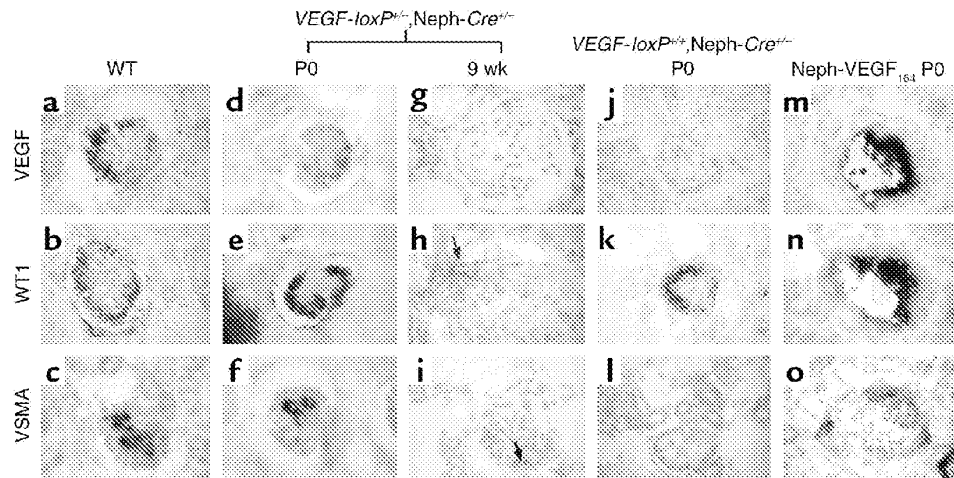 VEGF-loxP+/-,Neph-Cre+/-
WT P0 9 wk VEGF-loxP+/+,Neph-Cre+/- P0 Neph-VEGF164 P0
VEGF a d g j m
WT1 b e h k n
VSMA c f i l o